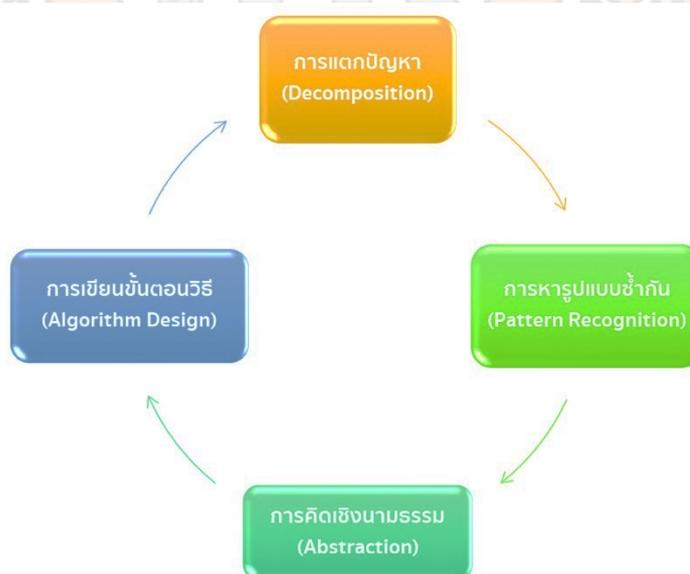 การแตกปัญหา
(Decomposition)
การหารูปแบบซ้ำกัน
(Pattern Recognition)
การคิดเชิงนามธรรม
(Abstraction)
การเขียนขั้นตอนวิธี
(Algorithm Design)